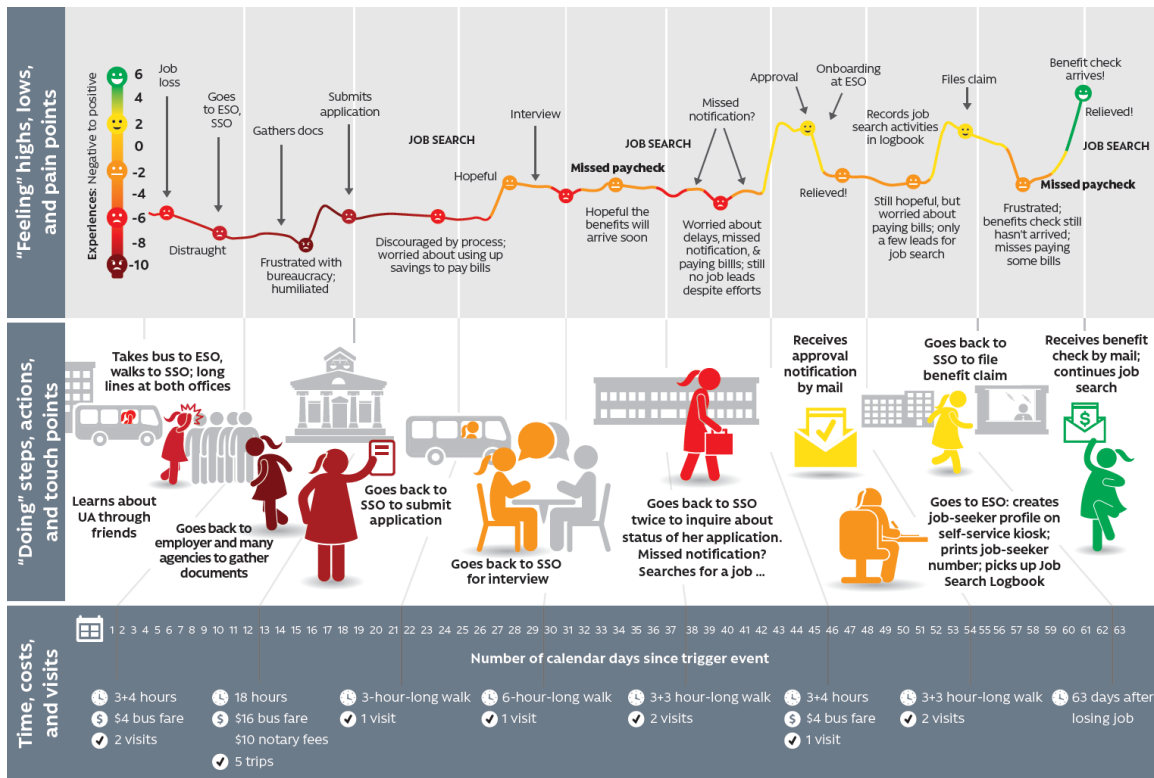 "Feeling" highs, lows,
and pain points
Experiences: Negative to positive
6
4
2
0
-2
-4
-6
-8
-10
Job
loss
Goes
to ESO,
SSO
Distraught
Gathers docs
Frustrated with
bureaucracy;
humiliated
Submits
application
JOB SEARCH
Discouraged by process;
worried about using up
savings to pay bills
Hopeful
Interview
Missed paycheck
JOB SEARCH
Hopeful the
benefits will
arrive soon
Missed
notification?
Worried about
delays, missed
notification, &
paying billls; still
no job leads
despite efforts
Approval
Onboarding
at ESO
Relieved!
Records job
search activities
in logbook
Still hopeful, but
worried about
paying bills; only
a few leads for
job search
Files claim
Frustrated;
benefits check still
hasn't arrived;
misses paying
some bills
Missed paycheck
Benefit check
arrives!
Relieved!
JOB SEARCH
"Doing" steps, actions,
and touch points
Learns about
UA through
friends
Takes bus to ESO,
walks to SSO; long
lines at both offices
Goes back to
employer and many
agencies to gather
documents
Goes back to
SSO to submit
application
Goes back to SSO
for interview
Goes back to SSO
twice to inquire about
status of her application.
Missed notification?
Searches for a job ...
Receives
approval
notification
by mail
Goes to ESO: creates
job-seeker profile on
self-service kiosk;
prints job-seeker
number; picks up Job
Search Logbook
Goes back to
SSO to file
benefit claim
Receives benefit
check by mail;
continues job
search
$
Time, costs,
and visits
1 2 3 4 5 6 7 8 9 10 11 12 13 14 15 16 17 18 19 20 21 22 23 24 25 26 27 28 29 30 31 32 33 34 35 36 37 38 39 40 41 42 43 44 45 46 47 48 49 50 51 52 53 54 55 56 57 58 59 60 61 62 63
Number of calendar days since trigger event
3+4 hours
$ $4 bus fare
2 visits
18 hours
$ $16 bus fare
$10 notary fees
5 trips
3-hour-long walk
1 visit
6-hour-long walk
1 visit
3+3 hour-long walk
2 visits
3+4 hours
$ $4 bus fare
1 visit
3+3 hour-long walk
2 visits
63 days after
losing job